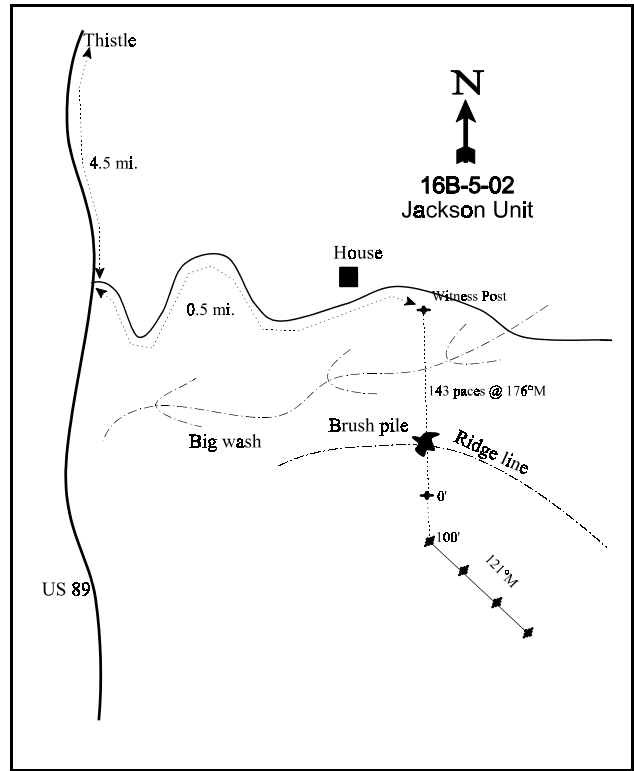 Thistle
N
4.5 mi.
16B-5-02
Jackson Unit
House
Witness Post
0.5 mi.
143 paces @ 176°M
Brush pile
Ridge line
Big wash
0'
100'
121°M
US 89